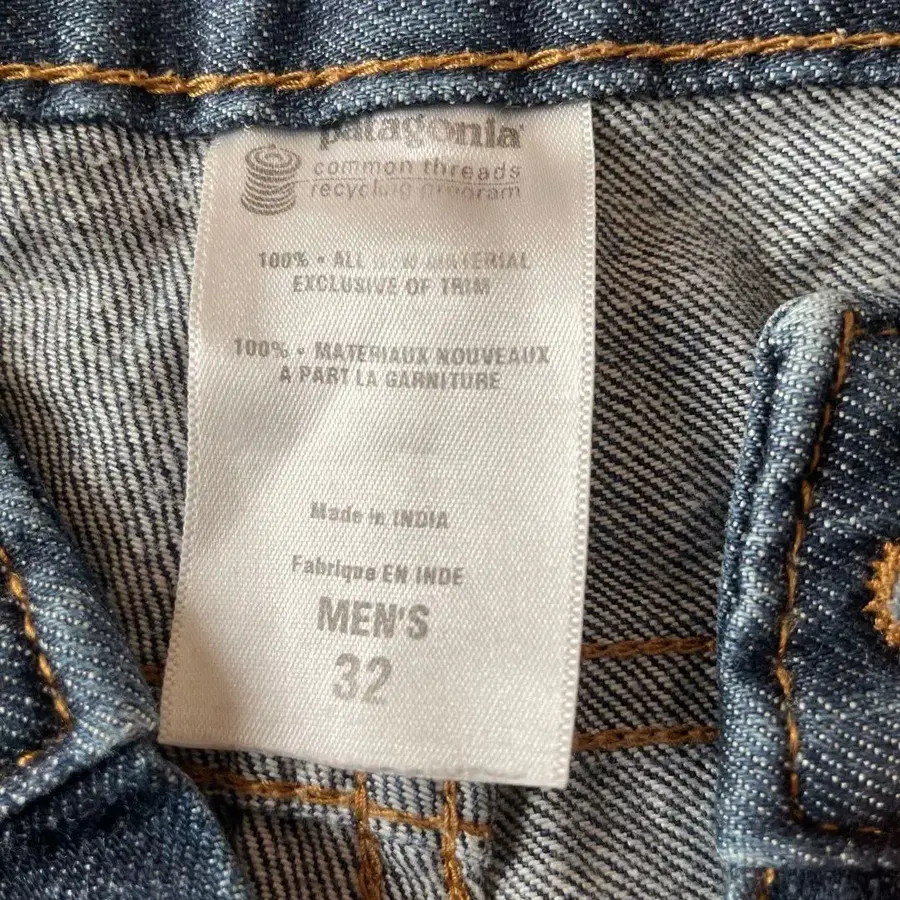 patagonia
common threads
recycling program
100% • ALL NEW MATERIAL
EXCLUSIVE OF TRIM
100% • MATERIAUX NOUVEAUX
A PART LA GARNITURE
Made in INDIA
Fabrique EN INDE
MEN'S
32